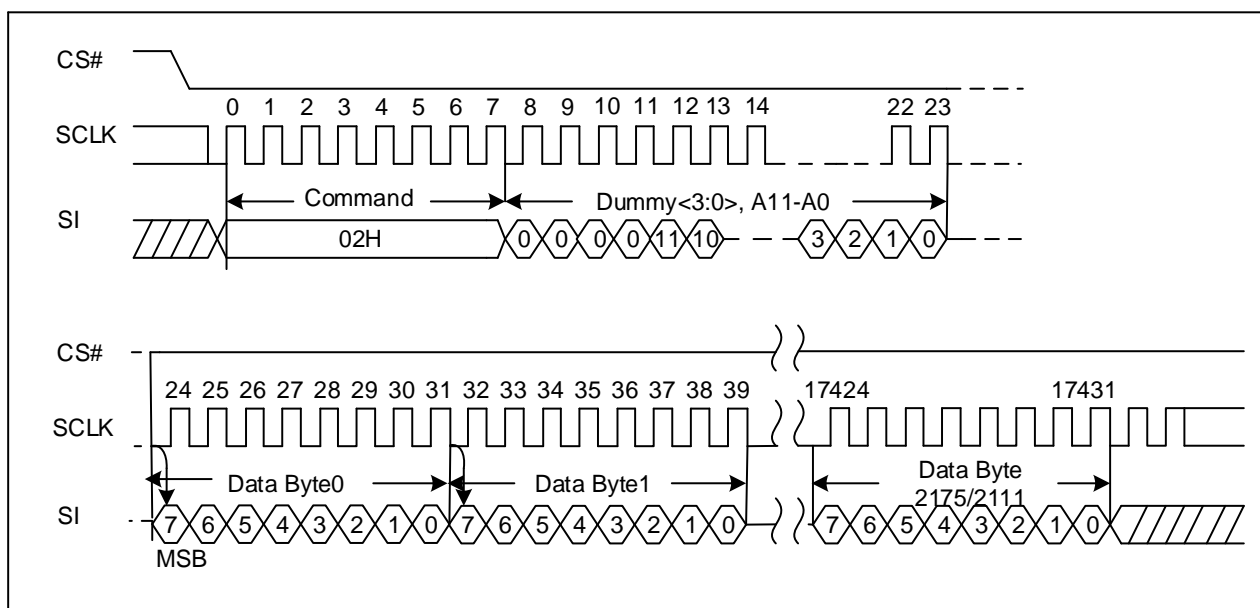 CS#
0 1 2 3 4 5 6 7 8 9 10 11 12 13 14 22 23
SCLK
Command Dummy<3:0>, A11-A0
SI
02H 0 0 0 0 11 10 3 2 1 0
CS#
24 25 26 27 28 29 30 31 32 33 34 35 36 37 38 39 17424 17431
SCLK
Data Byte0 Data Byte1 Data Byte
2175/2111
SI
7 6 5 4 3 2 1 0 7 6 5 4 3 2 1 0 7 6 5 4 3 2 1 0
MSB